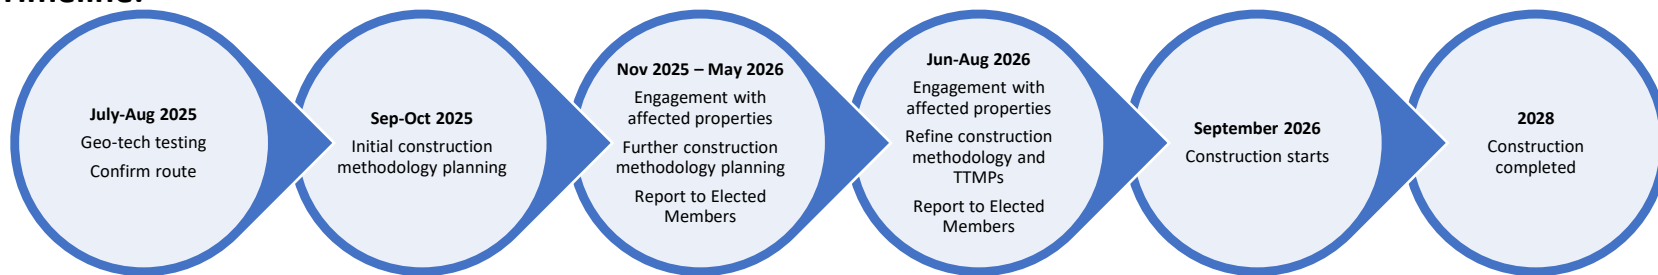 Timeline:
July-Aug 2025
Geo-tech testing
Confirm route
Sep-Oct 2025
Initial construction
methodology planning
Nov 2025 – May 2026
Engagement with
affected properties
Further construction
methodology planning
Report to Elected
Members
Jun-Aug 2026
Engagement with
affected properties
Refine construction
methodology and
TTMPs
Report to Elected
Members
September 2026
Construction starts
2028
Construction
completed